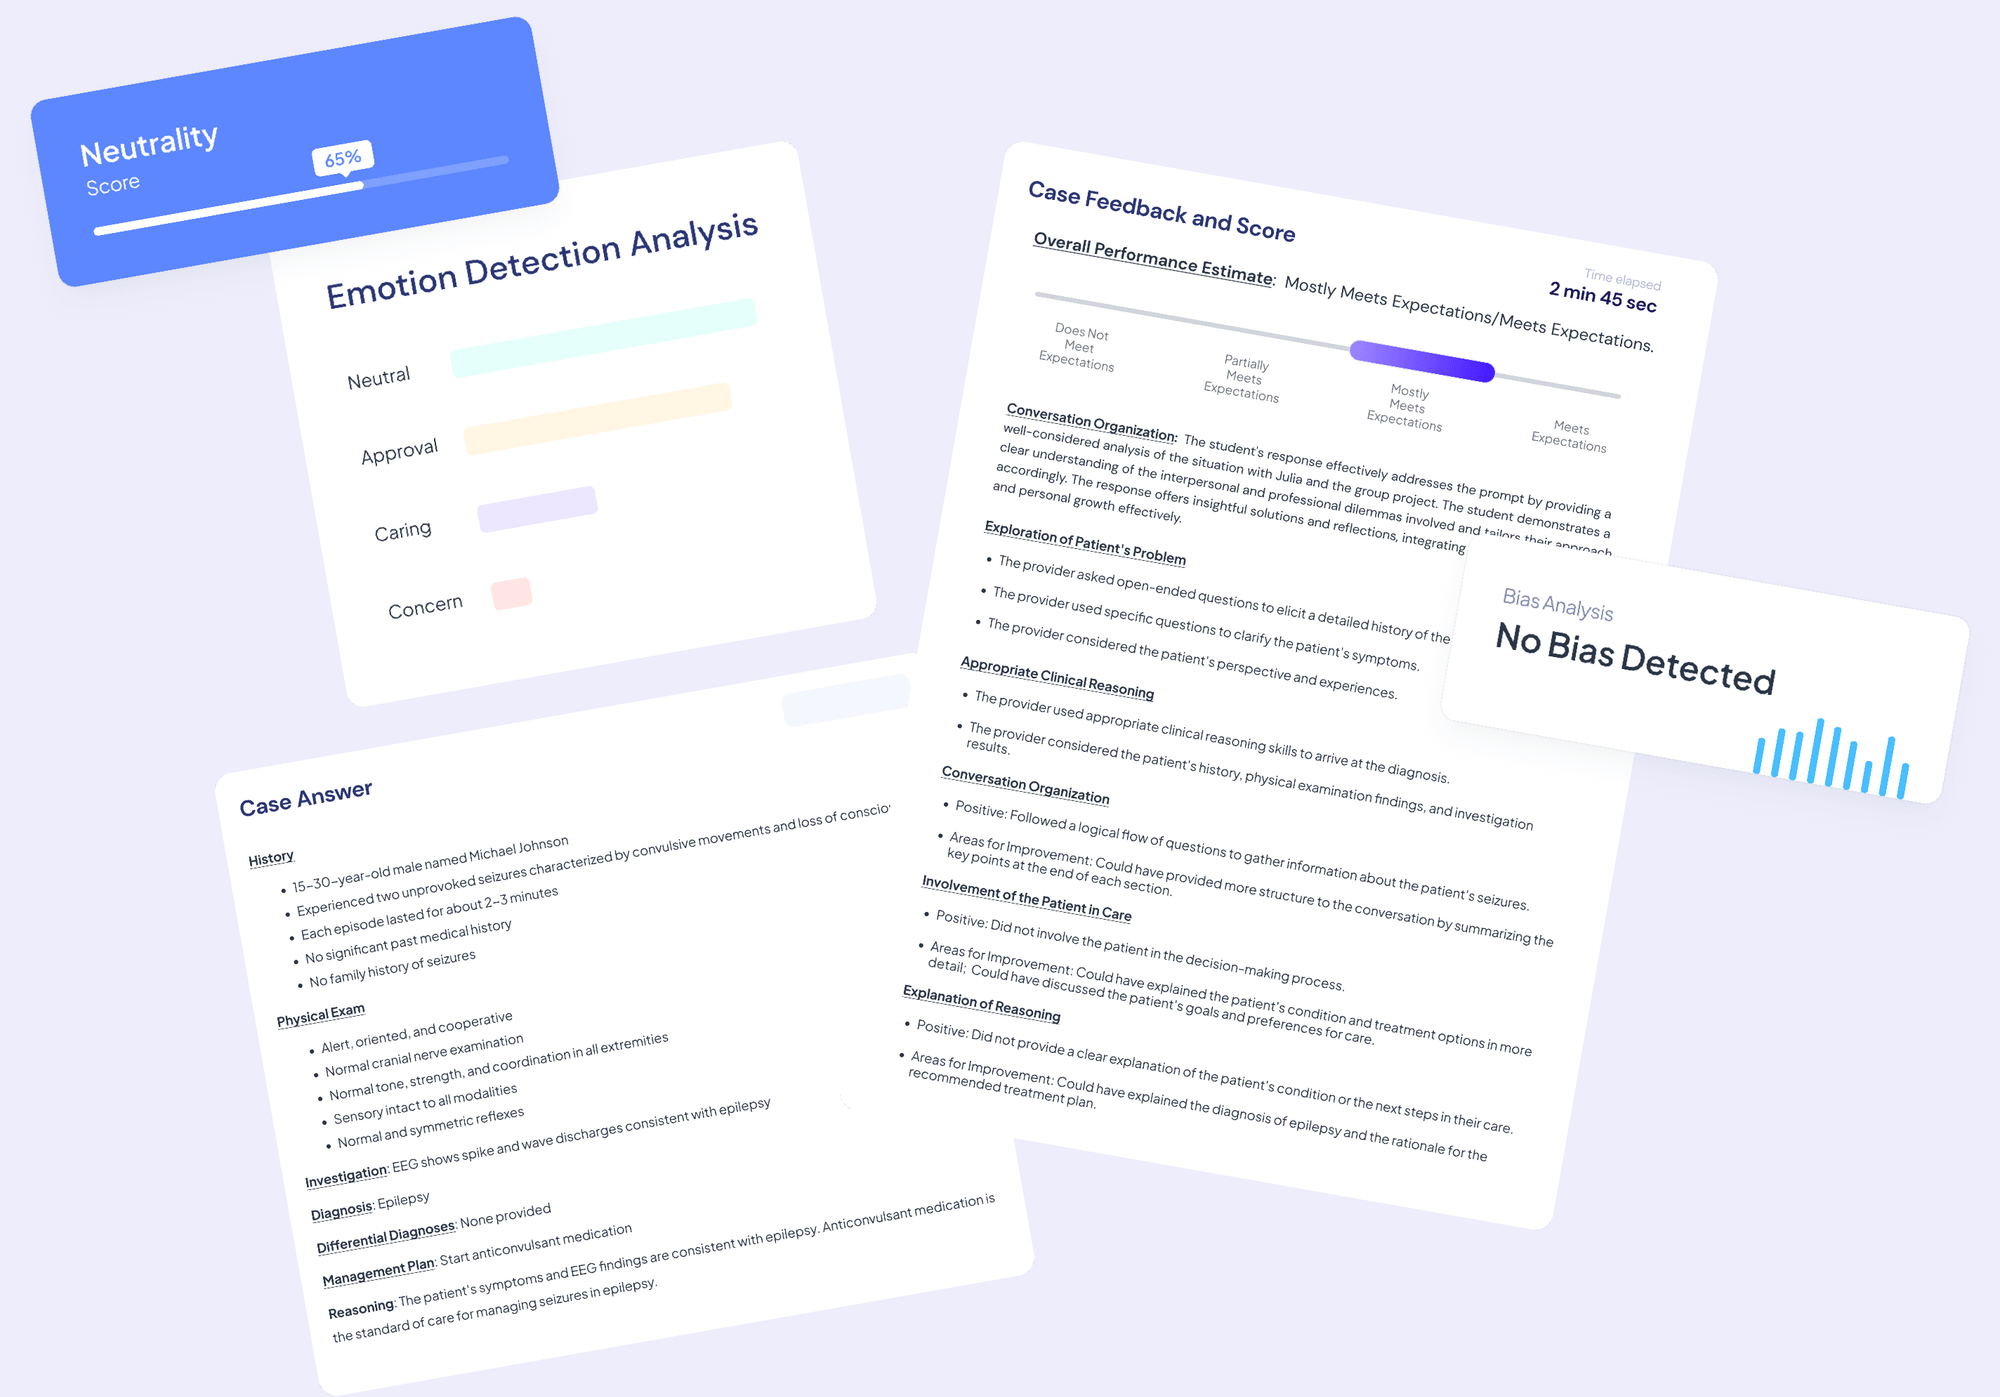 Neutrality
Score
65%
Emotion Detection Analysis
Neutral
Approval
Caring
Concern
Case Feedback and Score
Time elapsed
2 min 45 sec
Overall Performance Estimate: Mostly Meets Expectations/Meets Expectations.
Does Not
Meet
Expectations
Partially
Meets
Expectations
Mostly
Meets
Expectations
Meets
Expectations
Conversation Organization: The student's response effectively addresses the prompt by providing a
well-considered analysis of the situation with Julia and the group project. The student demonstrates a
clear understanding of the interpersonal and professional dilemmas involved and tailors their approach
accordingly. The response offers insightful solutions and reflections, integrating
and personal growth effectively.
Exploration of Patient's Problem
• The provider asked open-ended questions to elicit a detailed history of the
• The provider used specific questions to clarify the patient's symptoms.
• The provider considered the patient's perspective and experiences.
Appropriate Clinical Reasoning
• The provider used appropriate clinical reasoning skills to arrive at the diagnosis.
• The provider considered the patient's history, physical examination findings, and investigation
results.
Conversation Organization
• Positive: Followed a logical flow of questions to gather information about the patient's seizures.
• Areas for Improvement: Could have provided more structure to the conversation by summarizing the
key points at the end of each section.
Involvement of the Patient in Care
• Positive: Did not involve the patient in the decision-making process.
• Areas for Improvement: Could have explained the patient's condition and treatment options in more
detail; Could have discussed the patient's goals and preferences for care.
Explanation of Reasoning
• Positive: Did not provide a clear explanation of the patient's condition or the next steps in their care.
• Areas for Improvement: Could have explained the diagnosis of epilepsy and the rationale for the
recommended treatment plan.
Bias Analysis
No Bias Detected
Case Answer
History
• 15-30-year-old male named Michael Johnson
• Experienced two unprovoked seizures characterized by convulsive movements and loss of conscio
• Each episode lasted for about 2-3 minutes
• No significant past medical history
• No family history of seizures
Physical Exam
• Alert, oriented, and cooperative
• Normal cranial nerve examination
• Normal tone, strength, and coordination in all extremities
• Sensory intact to all modalities
• Normal and symmetric reflexes
Investigation: EEG shows spike and wave discharges consistent with epilepsy
Diagnosis: Epilepsy
Differential Diagnoses: None provided
Management Plan: Start anticonvulsant medication
Reasoning: The patient's symptoms and EEG findings are consistent with epilepsy. Anticonvulsant medication is
the standard of care for managing seizures in epilepsy.